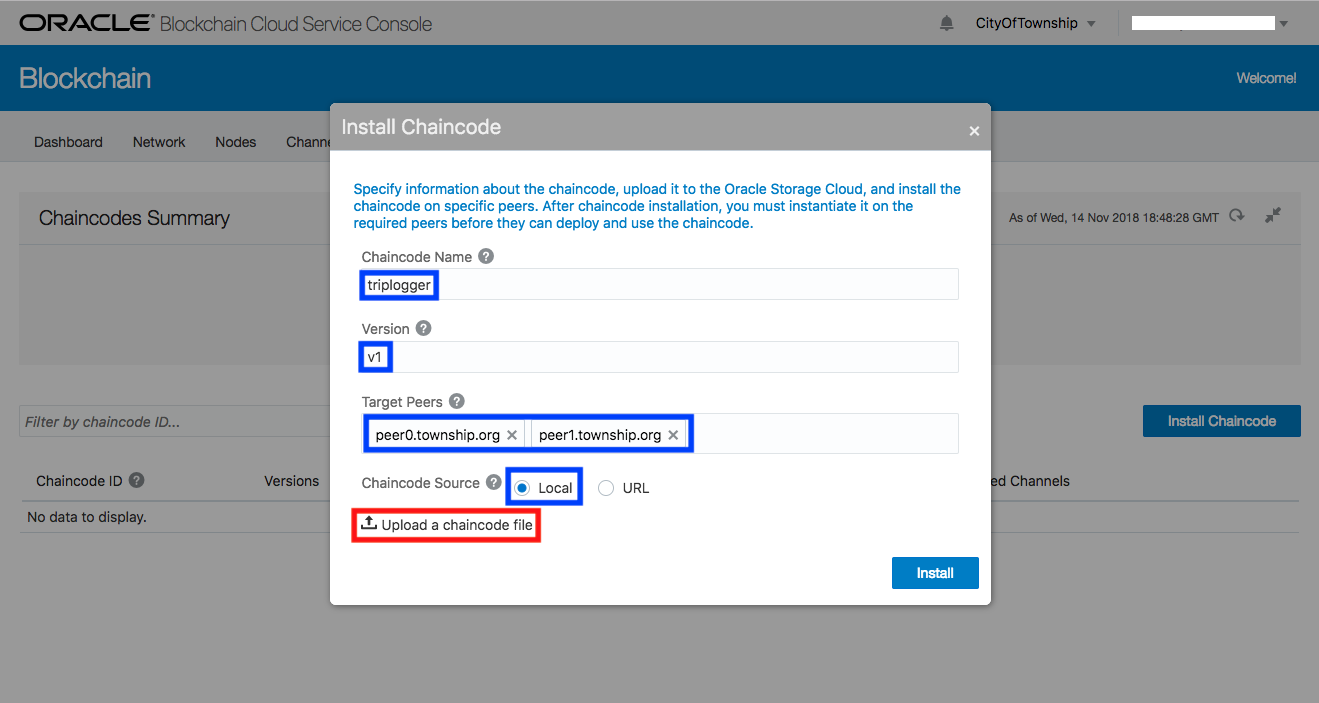 ORACLE® Blockchain Cloud Service Console
CityOfTownship
Blockchain
Welcome!
Dashboard Network Nodes Chann
Install Chaincode
×
Specify information about the chaincode, upload it to the Oracle Storage Cloud, and install the
chaincode on specific peers. After chaincode installation, you must instantiate it on the
required peers before they can deploy and use the chaincode.
Chaincodes Summary
As of Wed, 14 Nov 2018 18:48:28 GMT
Chaincode Name ?
triplogger
Version ?
v1
Target Peers ?
peer0.township.org × peer1.township.org ×
Chaincode Source ? Local URL
Upload a chaincode file
Install
Filter by chaincode ID...
Install Chaincode
Chaincode ID ? Versions ed Channels
No data to display.